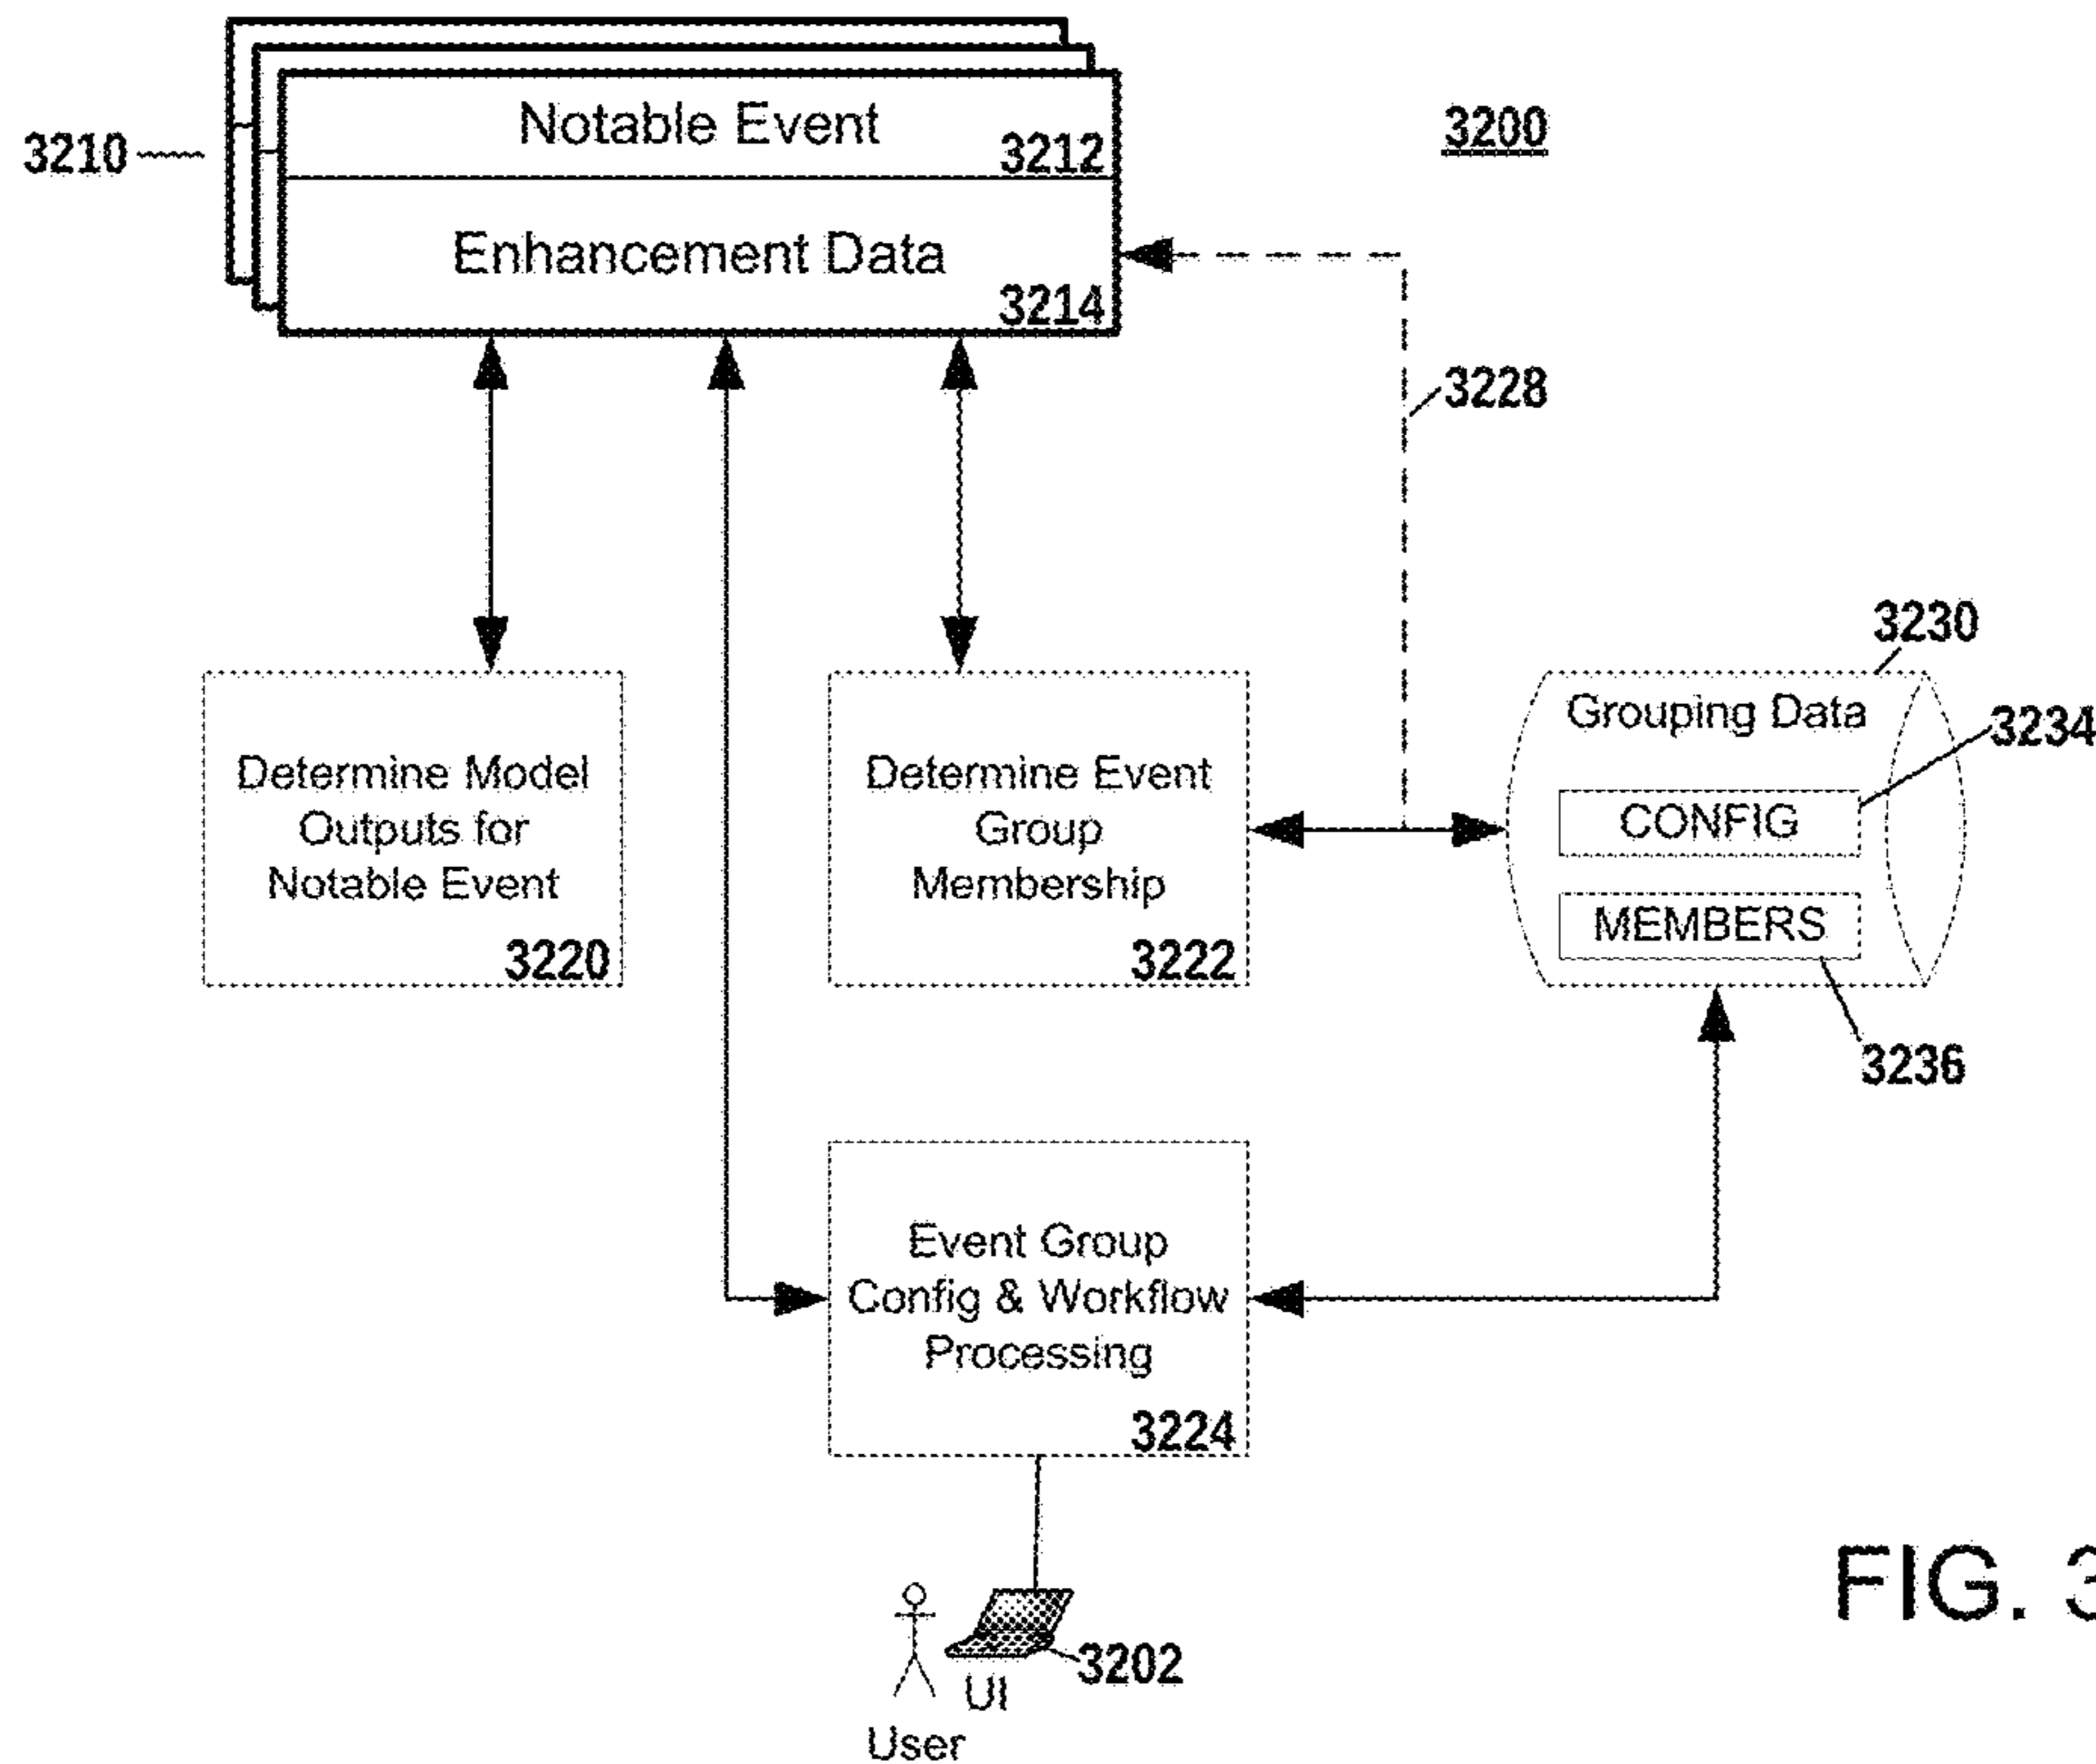 Notable Event
3212
3200
3210
Enhancement Data
3214
3228
3230
Grouping Data
3234
CONFIG
MEMBERS
3236
Determine Model
Outputs for
Notable Event
3220
Determine Event
Group
Membership
3222
Event Group
Config & Workflow
Processing
3224
3202
UI
User
FIG.